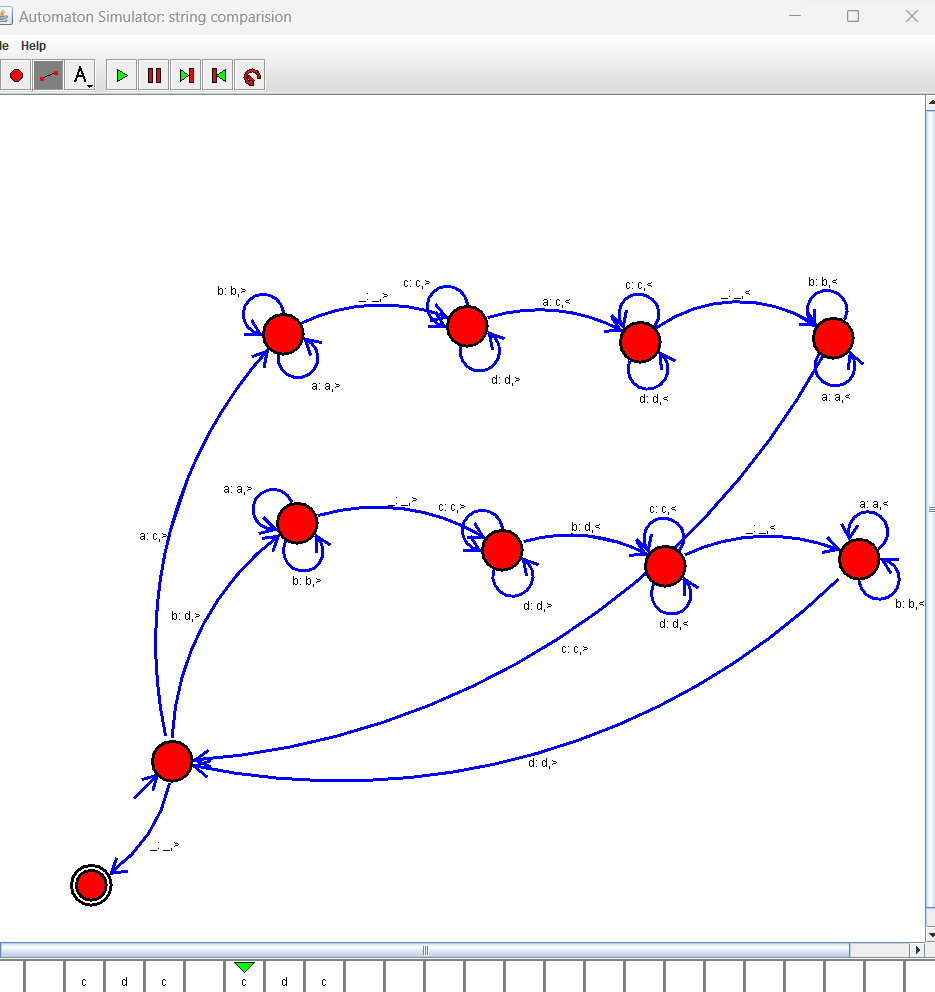 Automaton Simulator: string comparision
le Help
A
b: b,>
_: _,>
c: c,>
a: c,<
c: c,<
_: _,<
b: b,<
a: a,>
d: d,>
d: d,<
a: a,<
a: a,>
_: _,>
c: c,>
b: d,<
c: c,<
_: _,<
a: a,<
a: c,>
b: b,>
d: d,>
d: d,<
b: b,<
b: d,>
c: c,>
d: d,>
_: _,>
c d c c d c